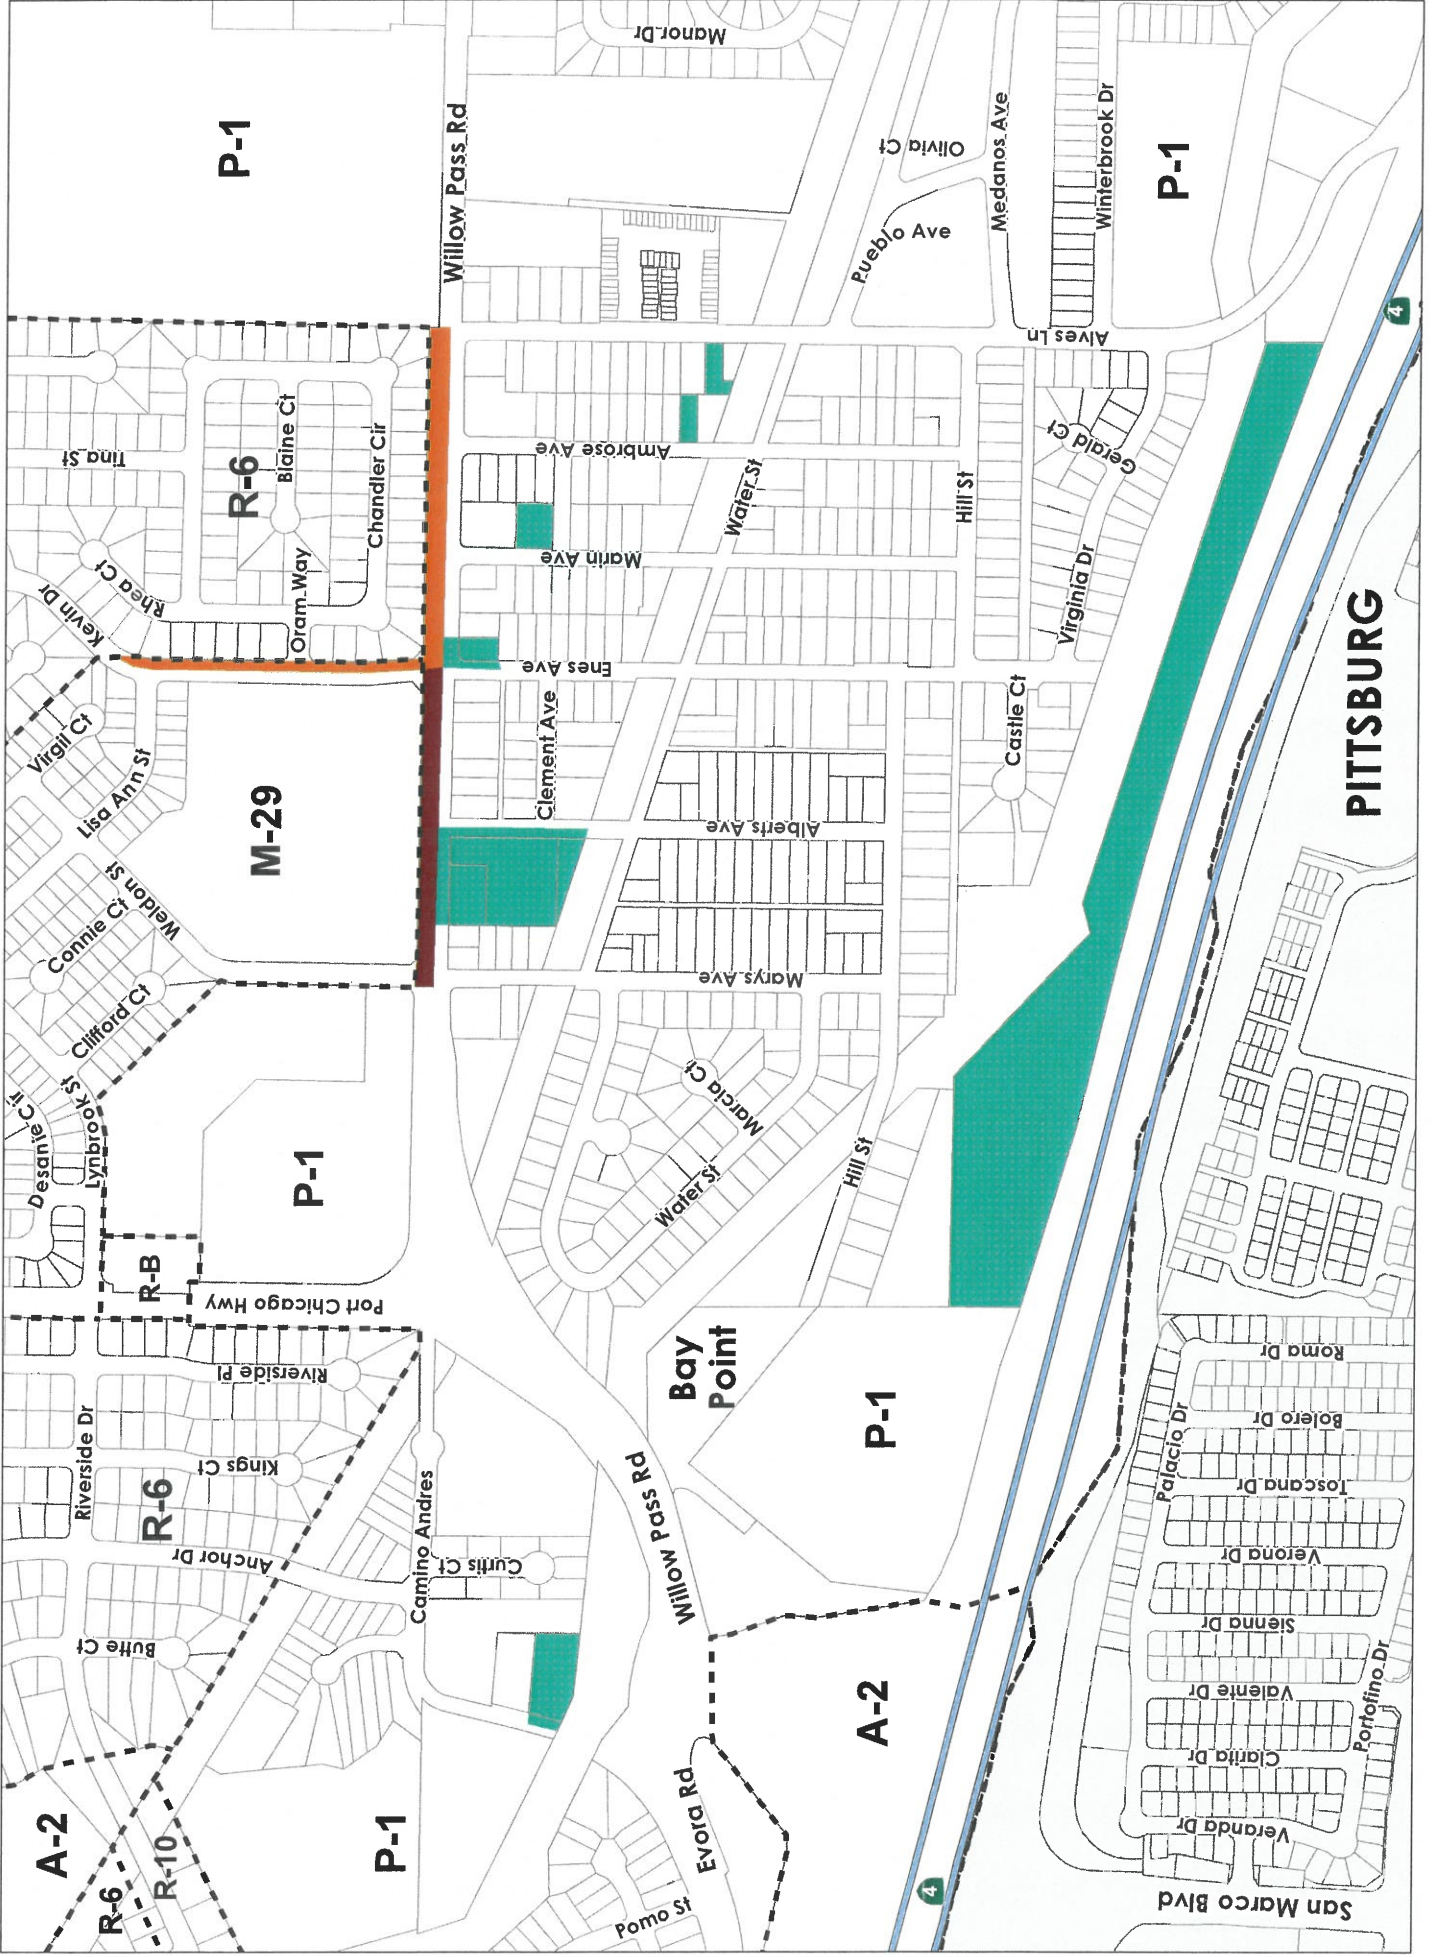 A-2
R-6
R-10
P-1
Butte Ct
Riverside Dr
Anchor Dr
R-6
Kings Ct
Riverside Pl
Port Chicago Hwy
R-B
Desanie Cir
Lynbrook St
Clifford Ct
Connie Ct
Weldon St
P-1
Lisa Ann St
Virgil Ct
M-29
Kevin Dr
Rhea Ct
Oram Way
Tina St
R-6
Blaine Ct
Chandler Cir
P-1
Willow Pass Rd
Manor Dr
Camino Andres
Curtis Ct
Willow Pass Rd
Evora Rd
Pomo St
Bay
Point
P-1
A-2
Water St
Marcia Ct
Hill St
Marys Ave
Alberts Ave
Clement Ave
Enes Ave
Marin Ave
Ambrose Ave
Water St
Hill St
Castle Ct
Virginia Dr
Gerald Ct
Alves Ln
Pueblo Ave
Olivia Ct
Medanos Ave
Winterbrook Dr
P-1
4
4
PITTSBURG
San Marco Blvd
Veranda Dr
Clarita Dr
Valente Dr
Sienna Dr
Verona Dr
Toscana Dr
Bolero Dr
Roma Dr
Palacio Dr
Portofino Dr